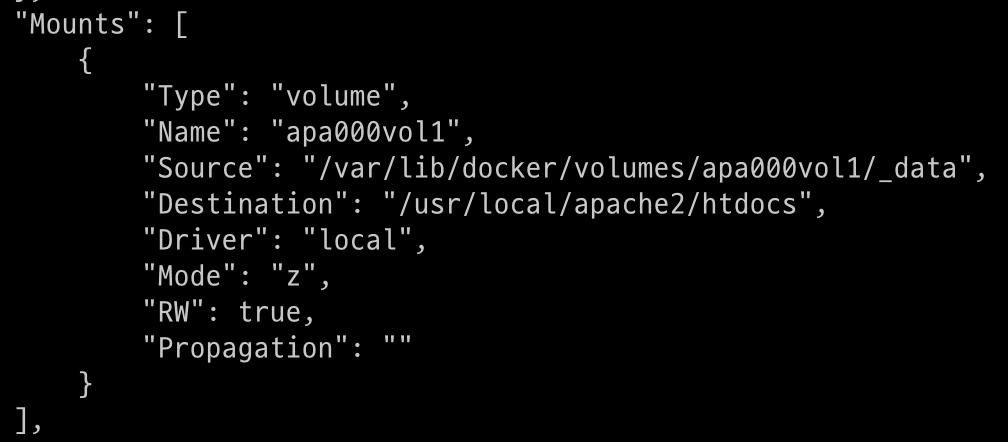 "Mounts": [
{
"Type": "volume",
"Name": "apa000vol1",
"Source": "/var/lib/docker/volumes/apa000vol1/_data",
"Destination": "/usr/local/apache2/htdocs",
"Driver": "local",
"Mode": "z",
"RW": true,
"Propagation": ""
}
],